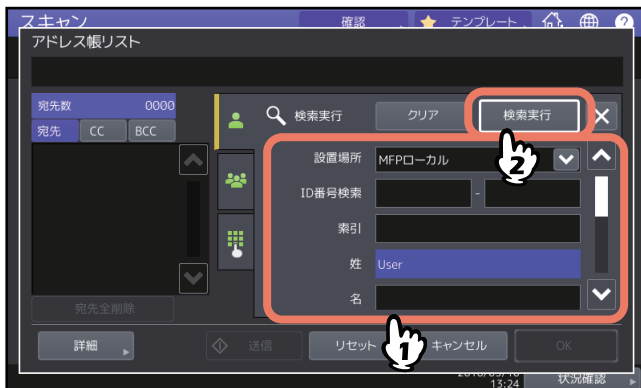 スキャン 確認 テンプレート ?
アドレス帳リスト
宛先数 0000
宛先 CC BCC
検索実行 クリア 検索実行
設置場所 MFPローカル
ID番号検索 -
索引
姓 User
名
宛先全削除
詳細 送信 リセット キャンセル OK
13:24 状況確認
1
2